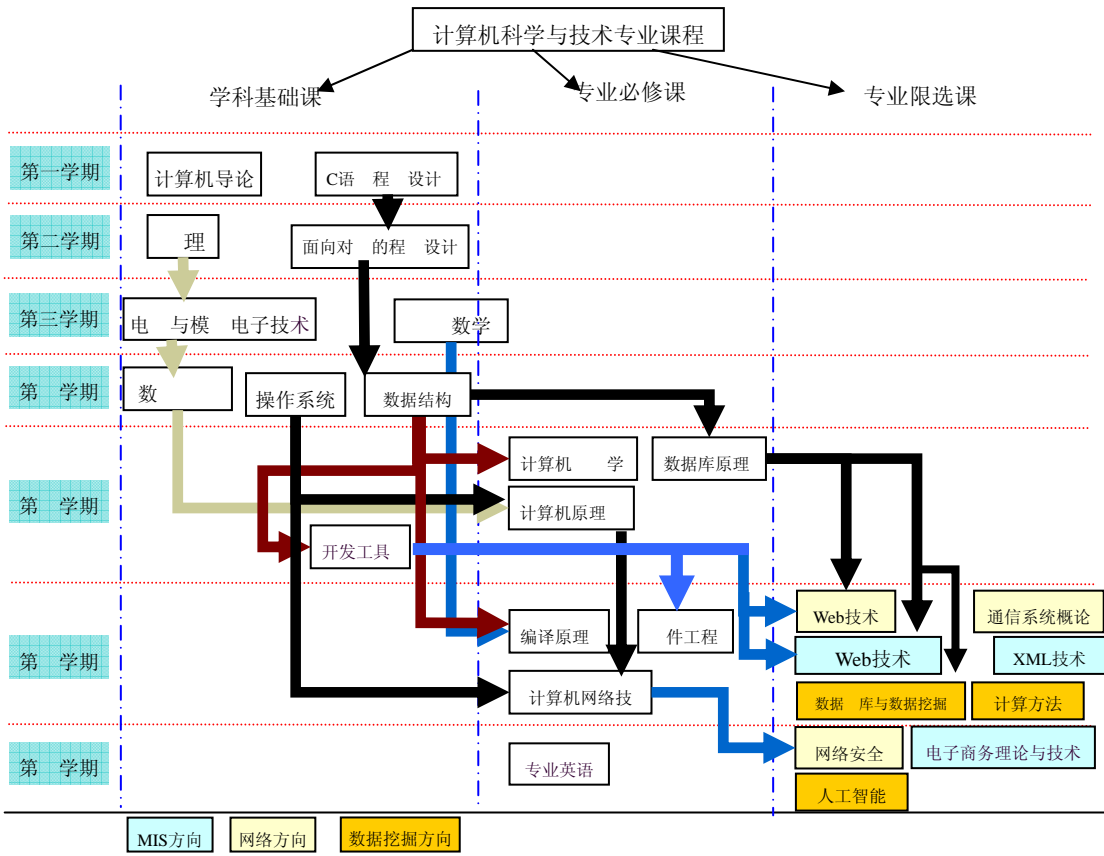 计算机科学与技术专业课程
学科基础课 专业必修课 专业限选课
第一学期 计算机导论 C语 程 设计
第二学期 理 面向对 的程 设计
第三学期 电 与模 电子技术 数学
第 学期 数 操作系统 数据结构
计算机 学 数据库原理
第 学期 计算机原理
开发工具
Web技术 通信系统概论
第 学期 编译原理 件工程 Web技术 XML技术
计算机网络技 数据 库与数据挖掘 计算方法
第 学期 专业英语 网络安全 电子商务理论与技术
人工智能
MIS方向 网络方向 数据挖掘方向